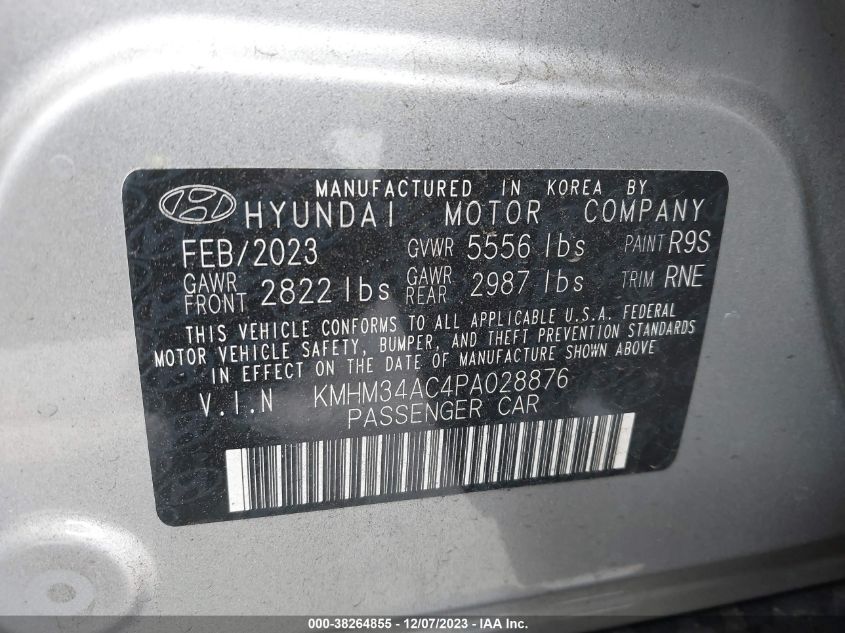 MANUFACTURED IN KOREA BY
HYUNDAI MOTOR COMPANY
FEB/2023 GVWR 5556 lbs PAINT R9S
GAWR FRONT 2822 lbs GAWR REAR 2987 lbs TRIM RNE
THIS VEHICLE CONFORMS TO ALL APPLICABLE U.S.A. FEDERAL
MOTOR VEHICLE SAFETY, BUMPER, AND THEFT PREVENTION STANDARDS
IN EFFECT ON THE DATE OF MANUFACTURE SHOWN ABOVE
V.I.N KMHM34AC4PA028876
PASSENGER CAR
000-38264855 - 12/07/2023 - IAA Inc.